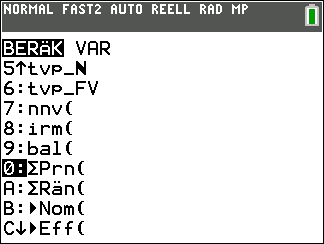 NORMAL FAST2 AUTO REELL RAD MP
BERÄK VAR
5↑tvp_N
6:tvp_FV
7:nnv(
8:irm(
9:bal(
0:ΣPrn(
A:ΣRän(
B:▸Nom(
C↓▸Eff(